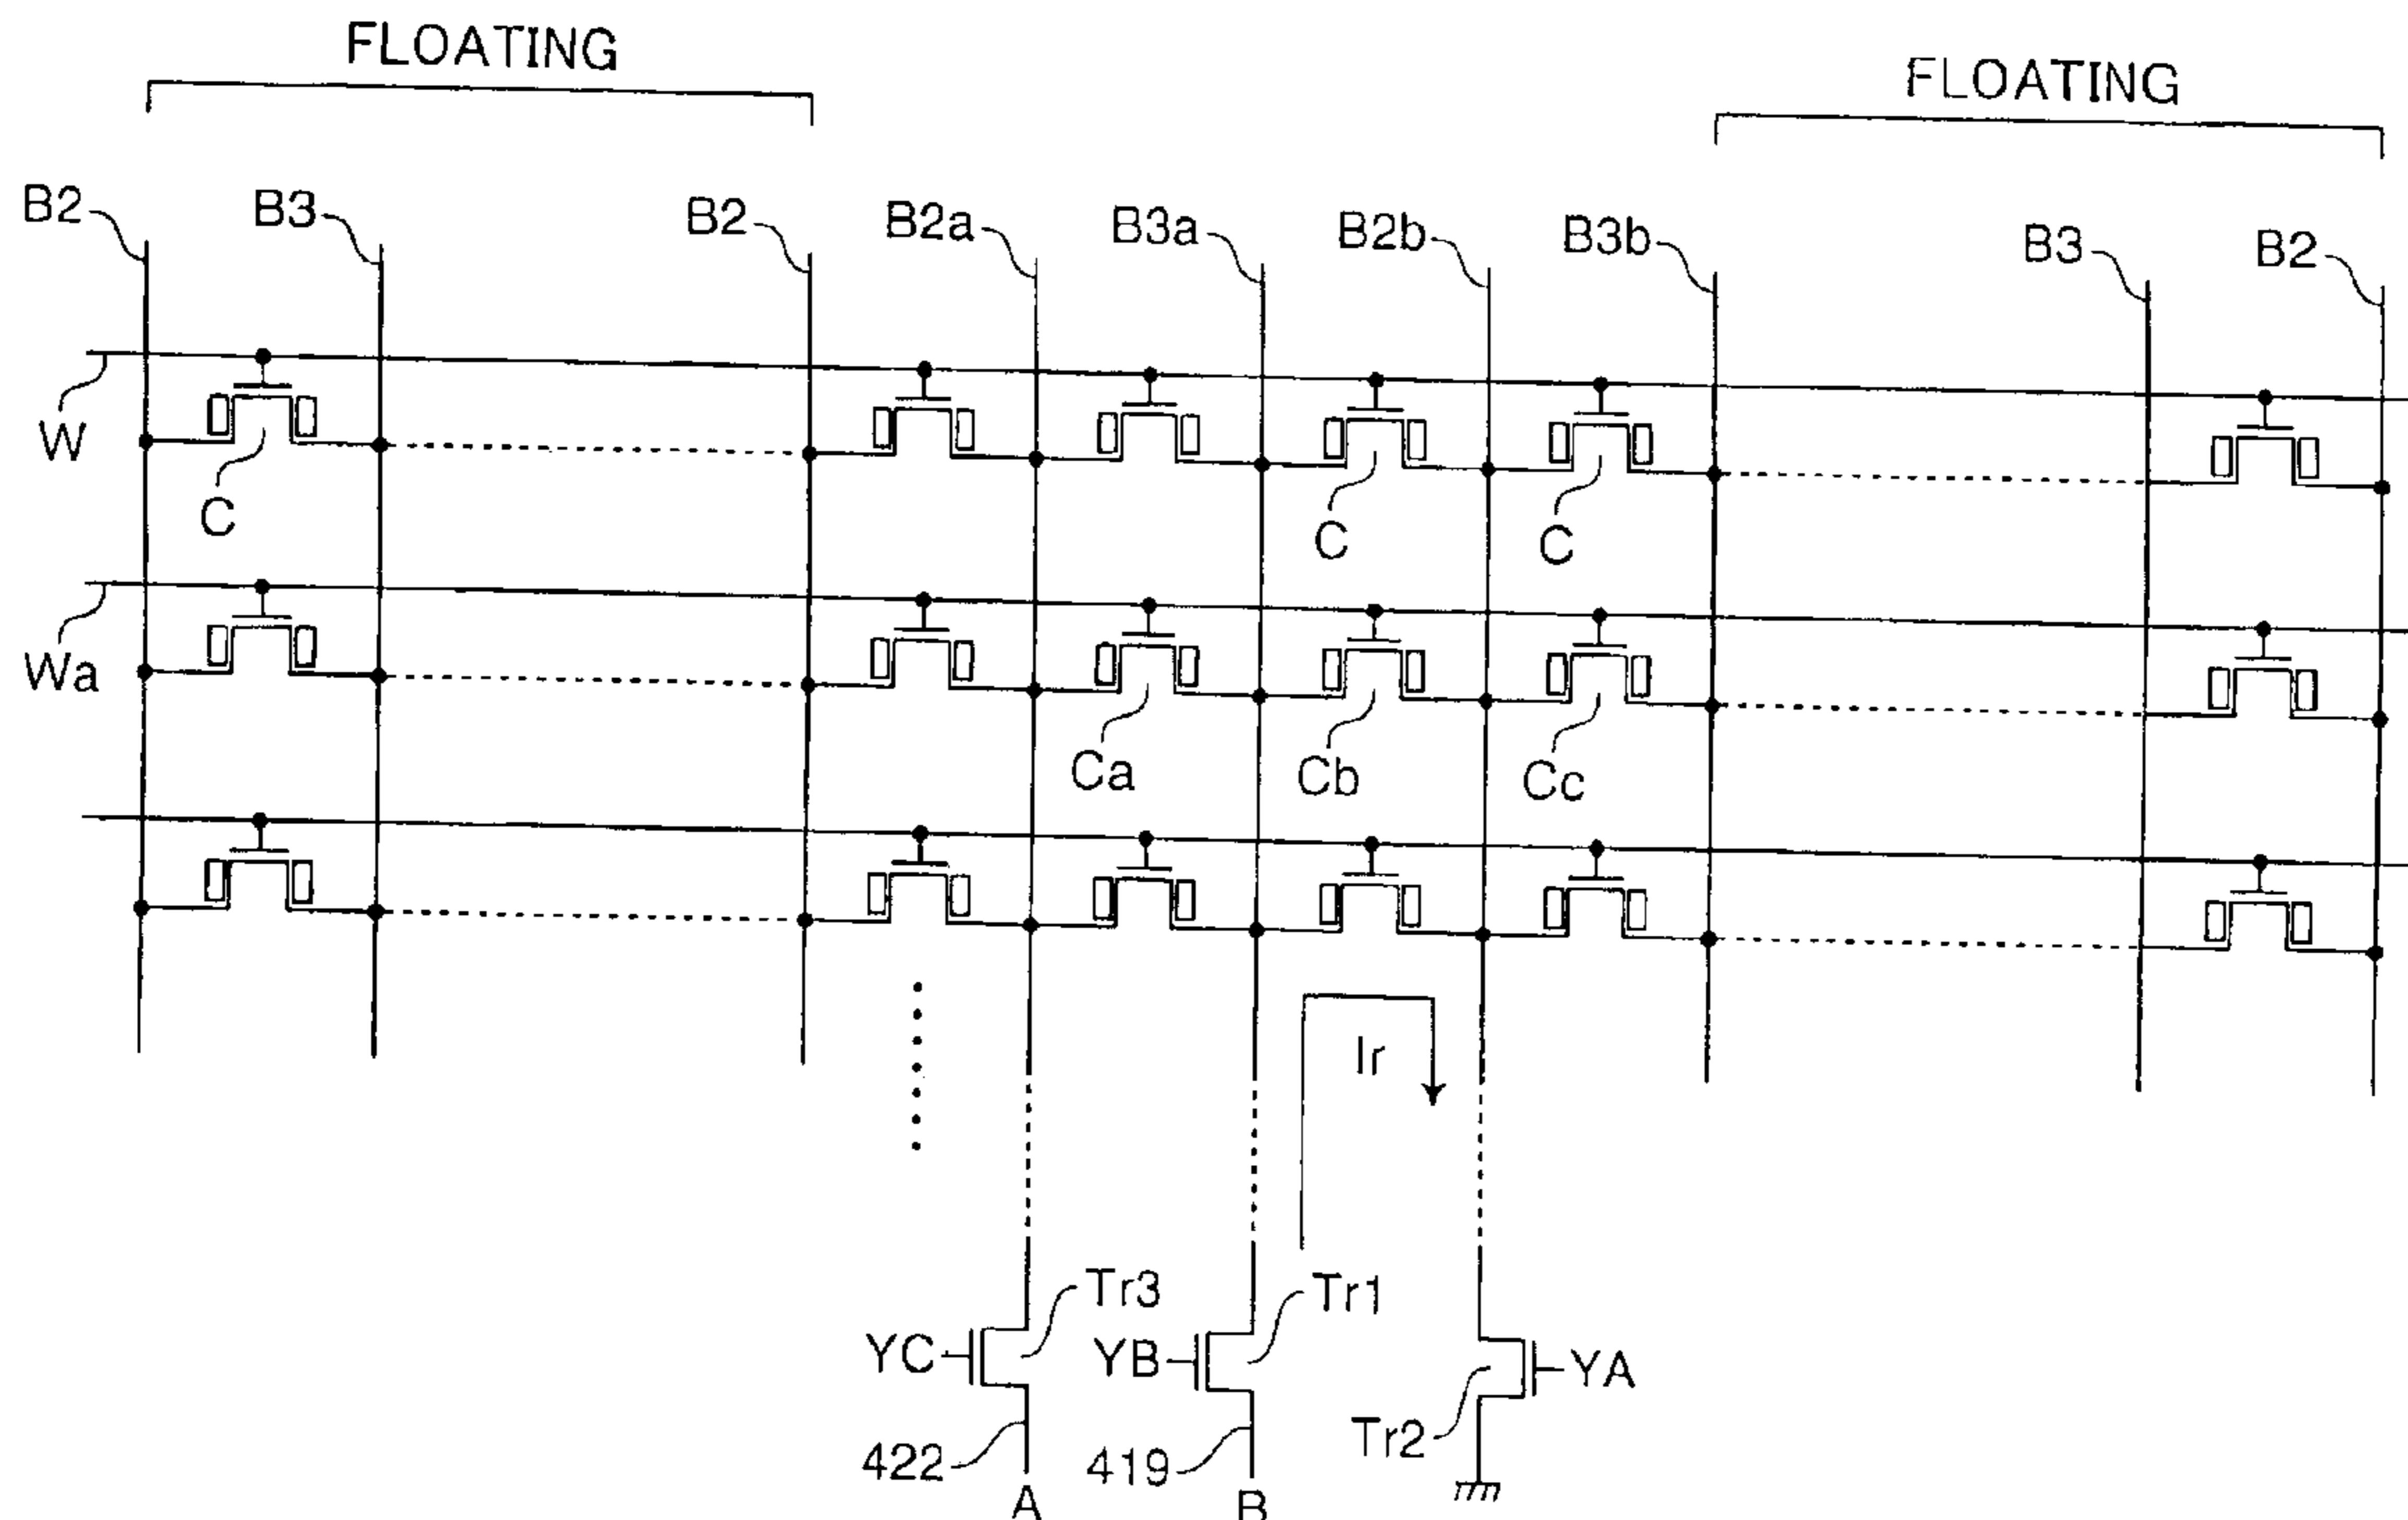 FLOATING
FLOATING
B2 B3 B2 B2a B3a B2b B3b B3 B2
W
C C C
Wa
Ca Cb Cc
Ir
Tr3 Tr1
YC YB YA
Tr2
422 419
A B